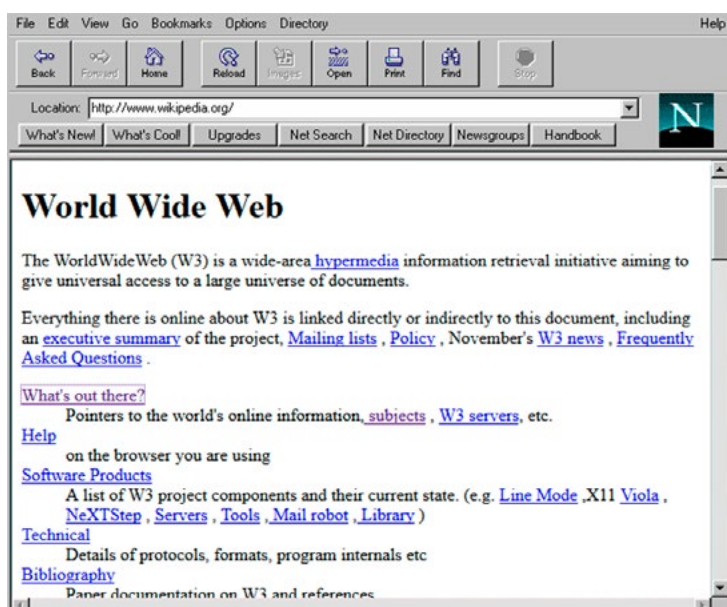 File Edit View Go Bookmarks Options Directory Help
Back Forward Home Reload Images Open Print Find Stop
Location: http://www.wikipedia.org/
N
What's New! What's Cool! Upgrades Net Search Net Directory Newsgroups Handbook
World Wide Web
The WorldWideWeb (W3) is a wide-area hypermedia information retrieval initiative aiming to
give universal access to a large universe of documents.
Everything there is online about W3 is linked directly or indirectly to this document, including
an executive summary of the project, Mailing lists , Policy , November's W3 news , Frequently
Asked Questions .
What's out there?
Pointers to the world's online information, subjects , W3 servers, etc.
Help
on the browser you are using
Software Products
A list of W3 project components and their current state. (e.g. Line Mode ,X11 Viola ,
NeXTStep , Servers , Tools , Mail robot , Library )
Technical
Details of protocols, formats, program internals etc
Bibliography
Paper documentation on W3 and references